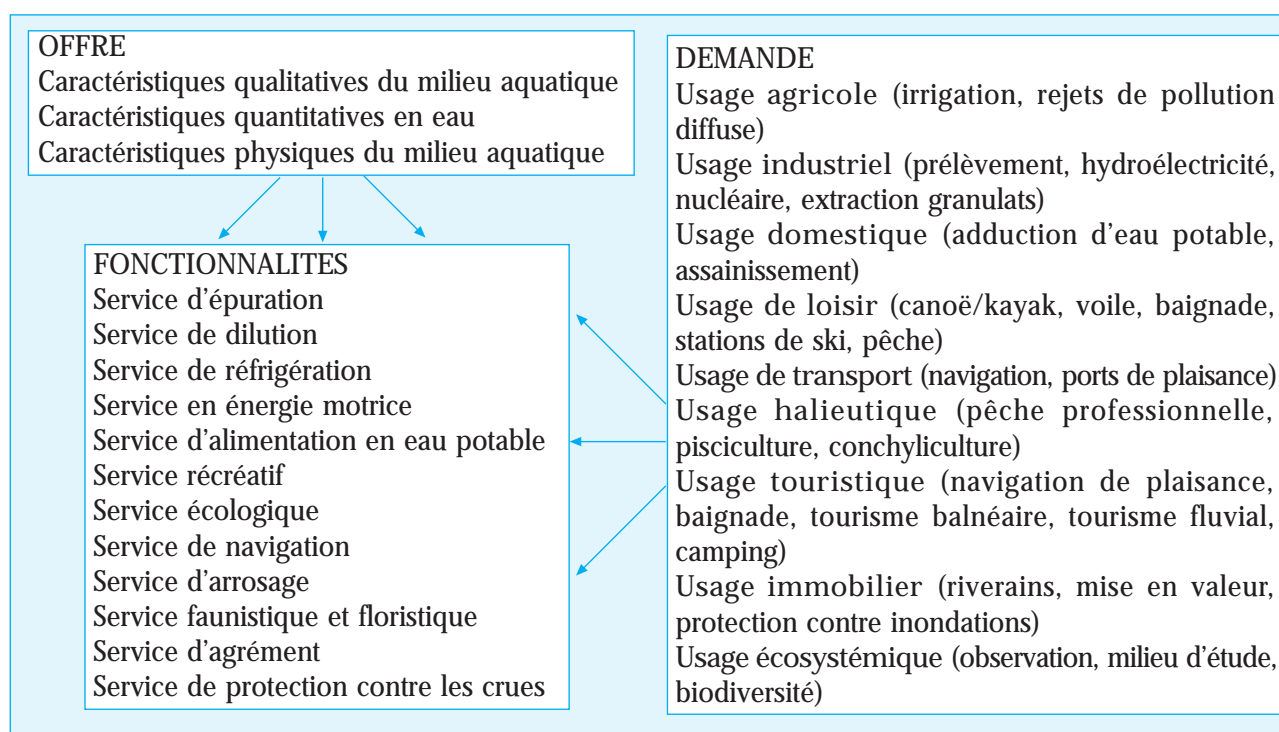 OFFRE
Caractéristiques qualitatives du milieu aquatique
Caractéristiques quantitatives en eau
Caractéristiques physiques du milieu aquatique
FONCTIONNALITES
Service d'épuration
Service de dilution
Service de réfrigération
Service en énergie motrice
Service d'alimentation en eau potable
Service récréatif
Service écologique
Service de navigation
Service d'arrosage
Service faunistique et floristique
Service d'agrément
Service de protection contre les crues
DEMANDE
Usage agricole (irrigation, rejets de pollution
diffuse)
Usage industriel (prélèvement, hydroélectricité,
nucléaire, extraction granulats)
Usage domestique (adduction d'eau potable,
assainissement)
Usage de loisir (canoë/kayak, voile, baignade,
stations de ski, pêche)
Usage de transport (navigation, ports de plaisance)
Usage halieutique (pêche professionnelle,
pisciculture, conchyliculture)
Usage touristique (navigation de plaisance,
baignade, tourisme balnéaire, tourisme fluvial,
camping)
Usage immobilier (riverains, mise en valeur,
protection contre inondations)
Usage écosystémique (observation, milieu d'étude,
biodiversité)